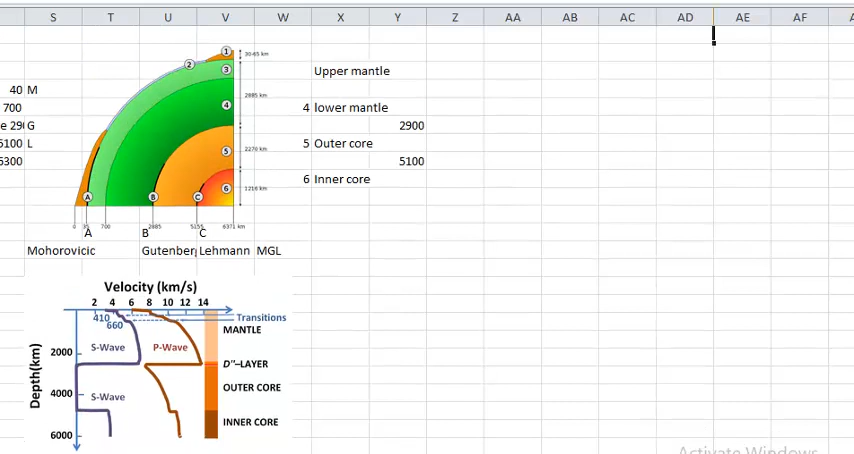 S T U V W X Y Z AA AB AC AD AE AF
1
30-65 km
2
3
Upper mantle
40 M
2885 km
700
4
4 lower mantle
G
2900
5100 L
5
2270 km
5 Outer core
6300
5100
6
1216 km
6 Inner core
A B C
0 35 700 2885 5155 6371 km
A B C
Mohorovicic Gutenber Lehmann MGL
Velocity (km/s)
2 4 6 8 10 12 14
410
Transitions
660
MANTLE
S-Wave P-Wave
2000
D"–LAYER
Depth(km)
OUTER CORE
4000
S-Wave
INNER CORE
6000
Activate Windows